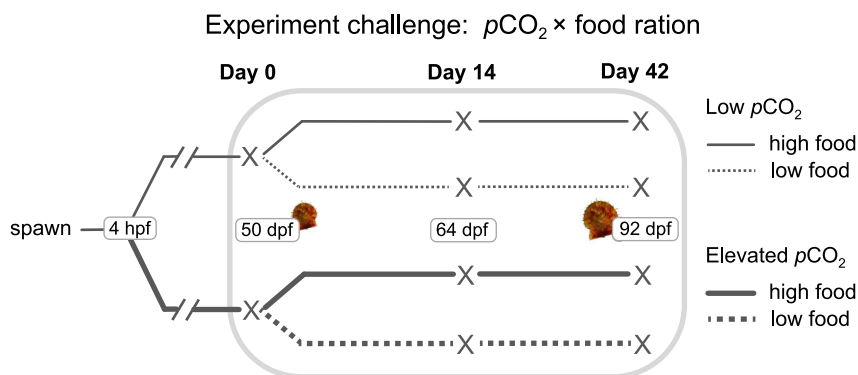 Experiment challenge: pCO₂ × food ration
Day 0 Day 14 Day 42
X X X
X X
spawn 4 hpf 50 dpf 64 dpf 92 dpf
X X X
X X
Low pCO₂
high food
low food
Elevated pCO₂
high food
low food